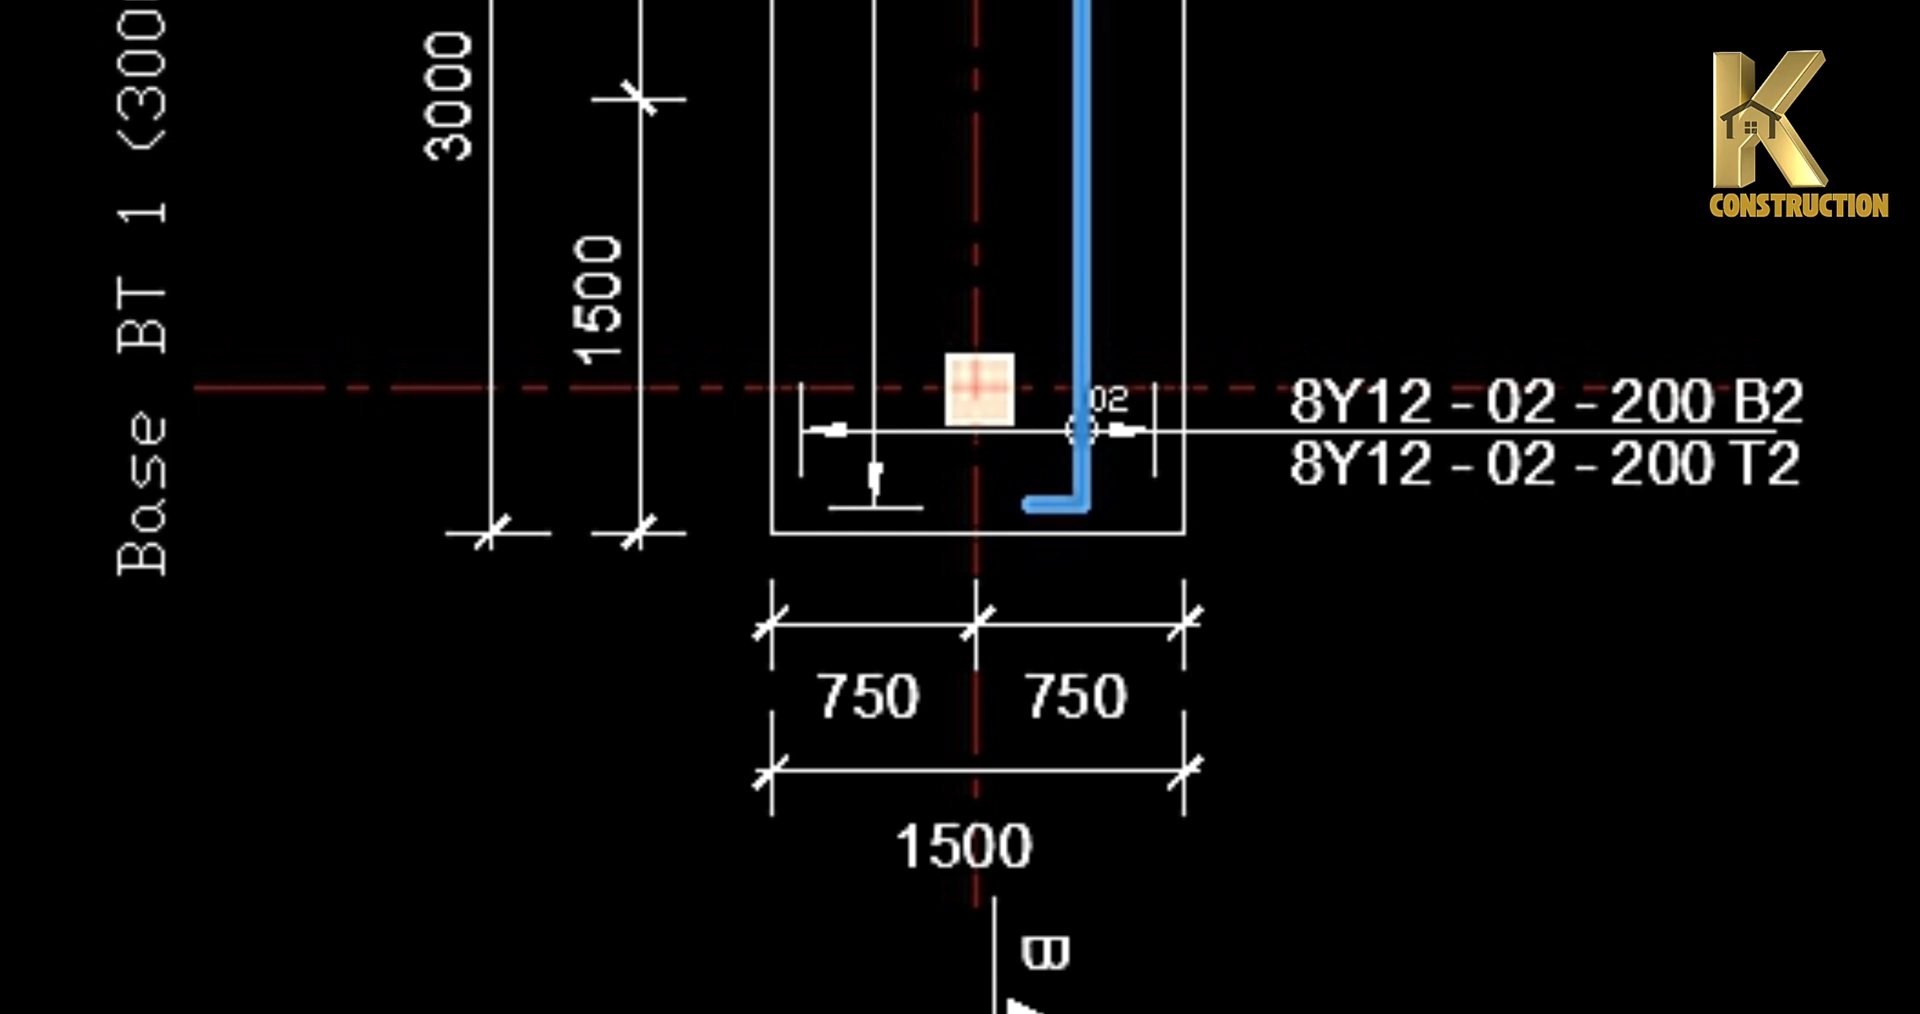 Base BT 1 (300
3000
1500
K
CONSTRUCTION
02
8Y12 - 02 - 200 B2
8Y12 - 02 - 200 T2
750
750
1500
B